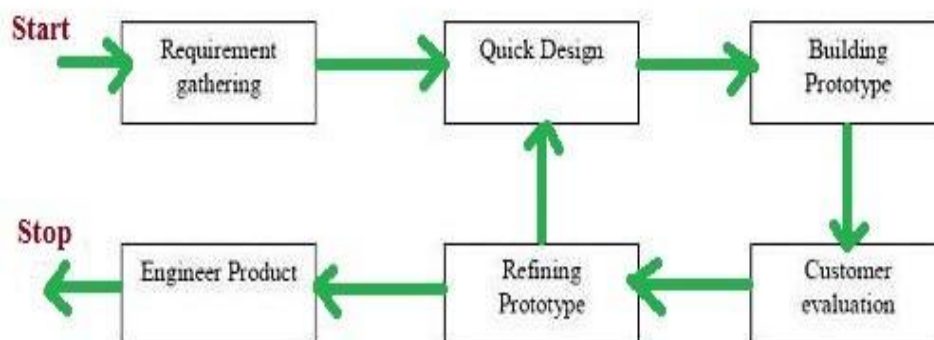 Start
Requirement
gathering
Quick Design
Building
Prototype
Stop
Engineer Product
Refining
Prototype
Customer
evaluation